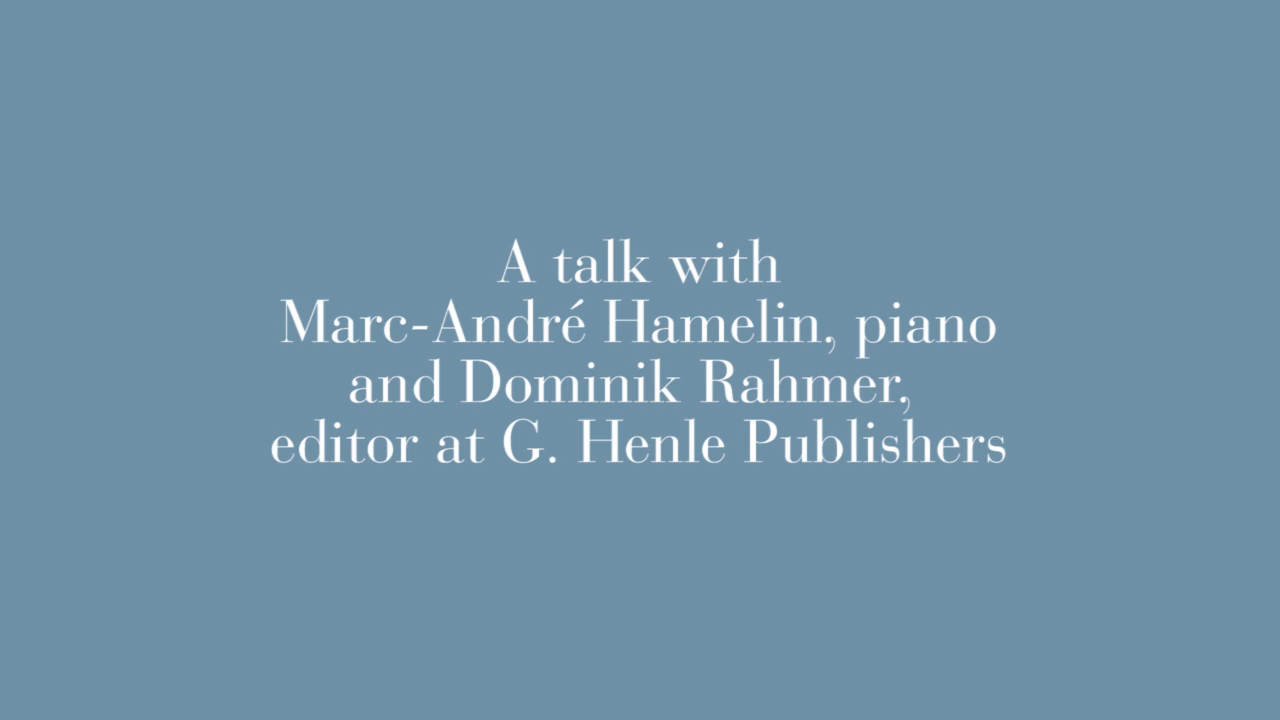 A talk with
Marc-André Hamelin, piano
and Dominik Rahmer,
editor at G. Henle Publishers